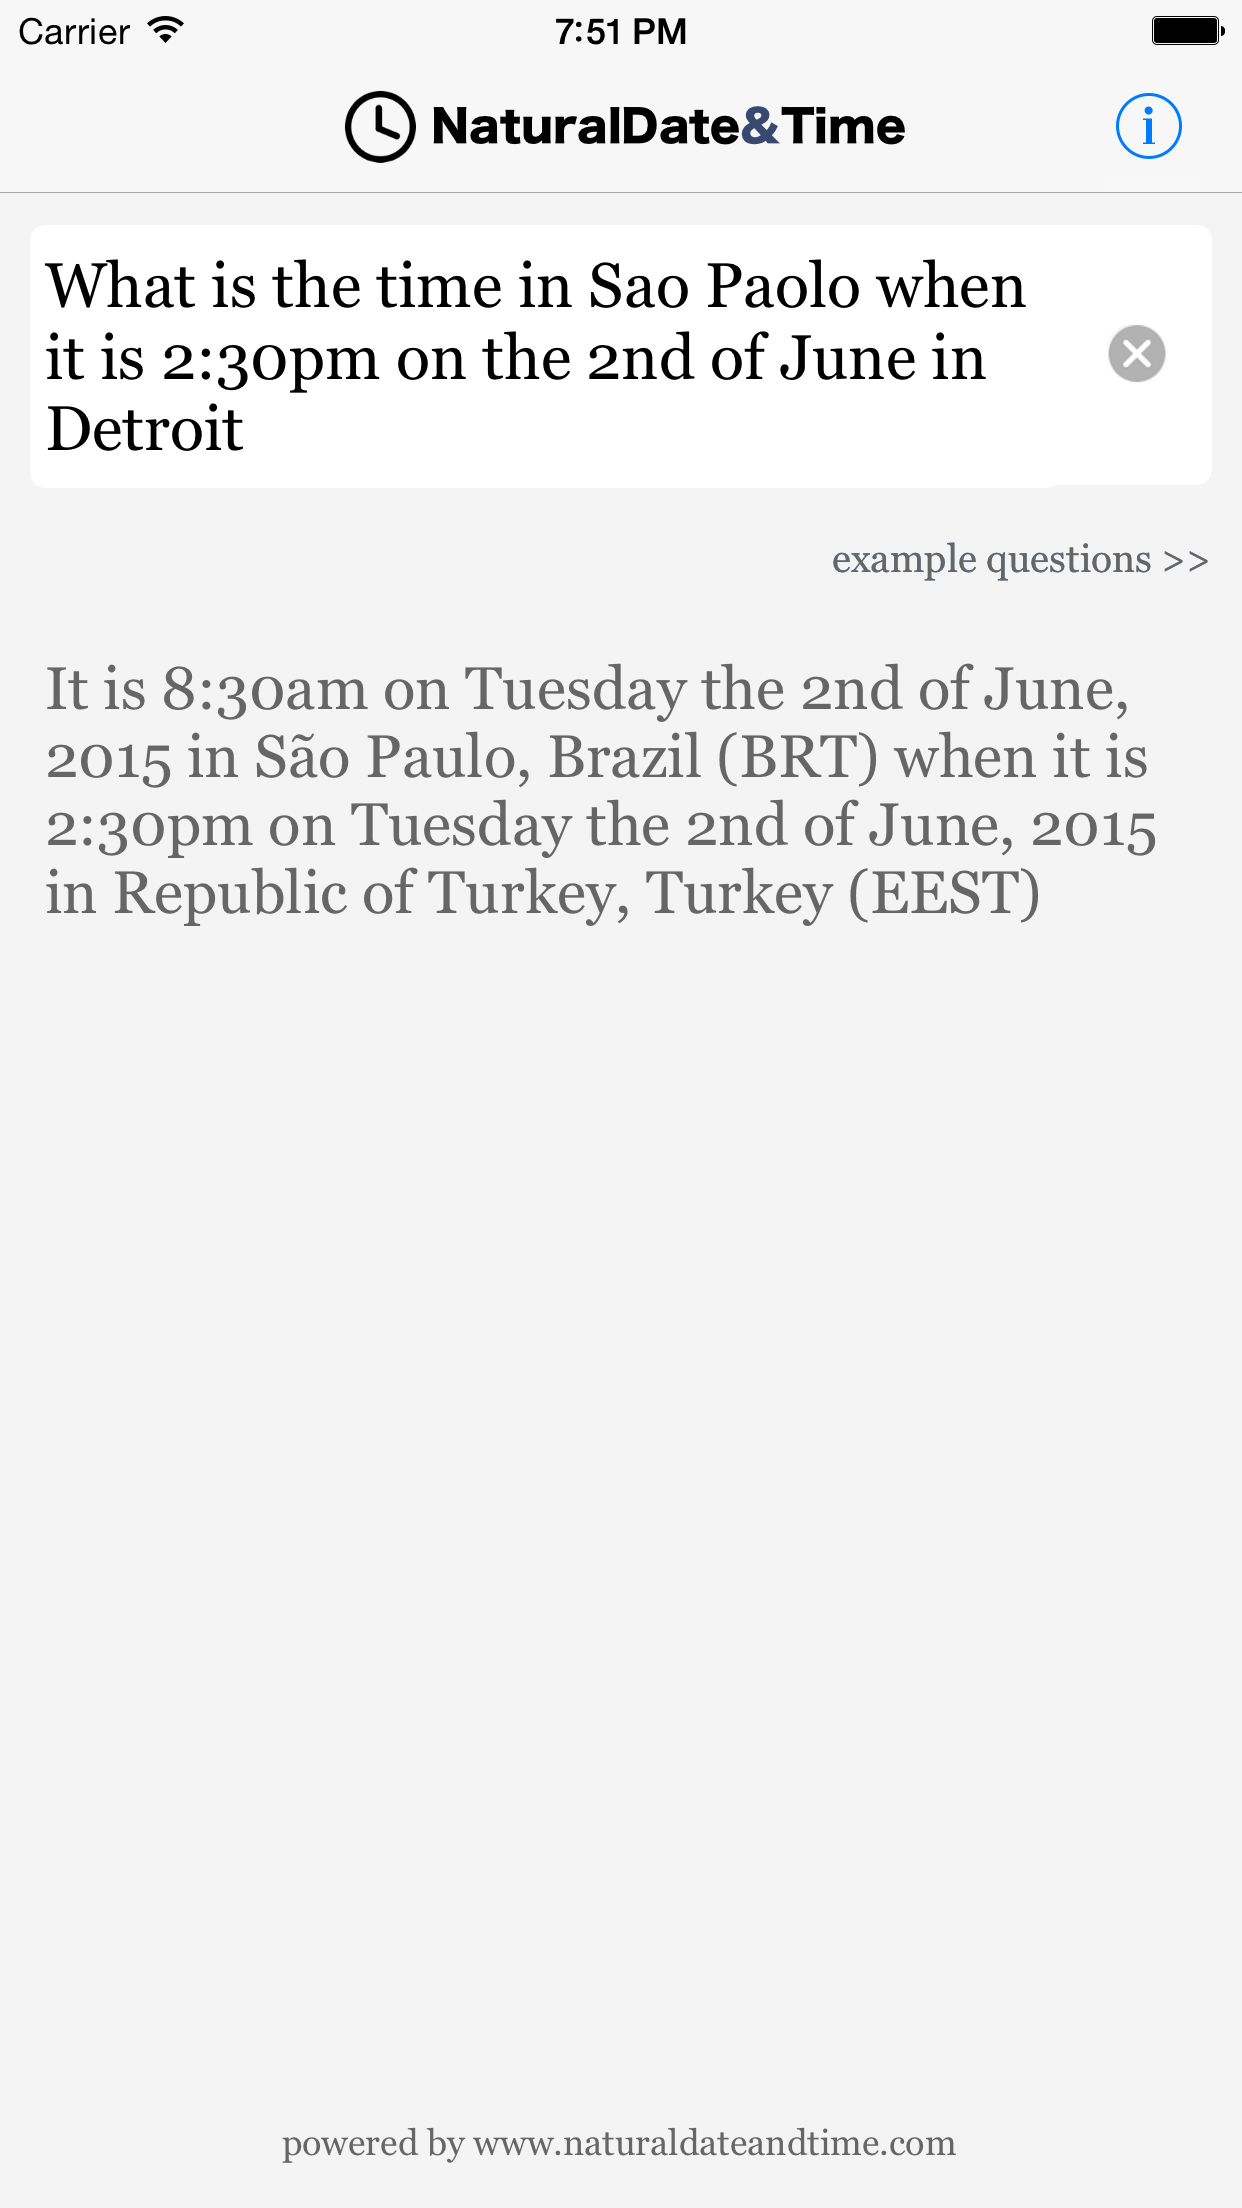 Carrier
7:51 PM
NaturalDate&Time
i
What is the time in Sao Paolo when
it is 2:30pm on the 2nd of June in
Detroit
example questions >>
It is 8:30am on Tuesday the 2nd of June,
2015 in São Paulo, Brazil (BRT) when it is
2:30pm on Tuesday the 2nd of June, 2015
in Republic of Turkey, Turkey (EEST)
powered by www.naturaldateandtime.com